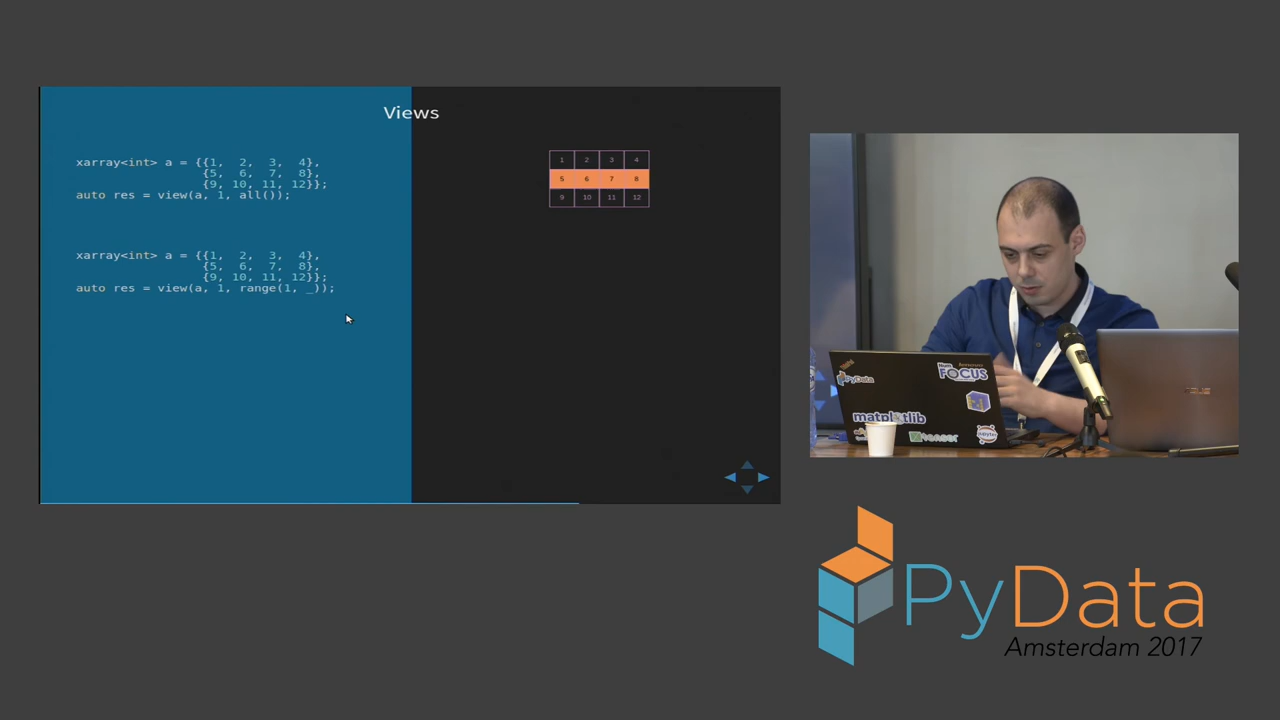 Views
xarray<int> a = {{1, 2, 3, 4},
{5, 6, 7, 8},
{9, 10, 11, 12}};
auto res = view(a, 1, all());
xarray<int> a = {{1, 2, 3, 4},
{5, 6, 7, 8},
{9, 10, 11, 12}};
auto res = view(a, 1, range(1, _));
1 2 3 4
5 6 7 8
9 10 11 12
PyData
FOCUS
matplotlib
jupyter
ASUS
PyData
Amsterdam 2017